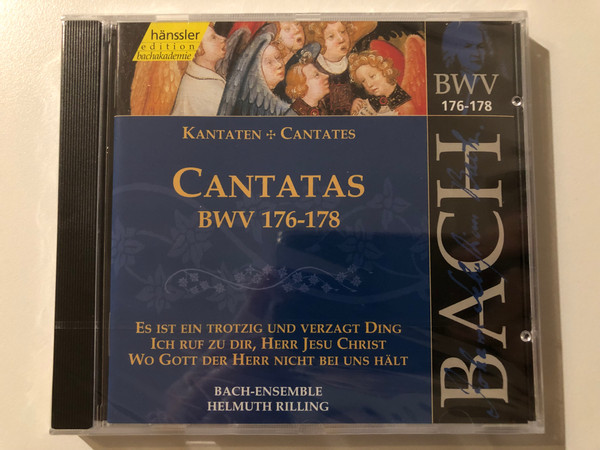 hänssler
edition
bachakademie
BWV
176-178
KANTATEN ÷ CANTATES
CANTATAS
BWV 176-178
ES IST EIN TROTZIG UND VERZAGT DING
ICH RUF ZU DIR, HERR JESU CHRIST
WO GOTT DER HERR NICHT BEI UNS HÄLT
BACH-ENSEMBLE
HELMUTH RILLING
BACH